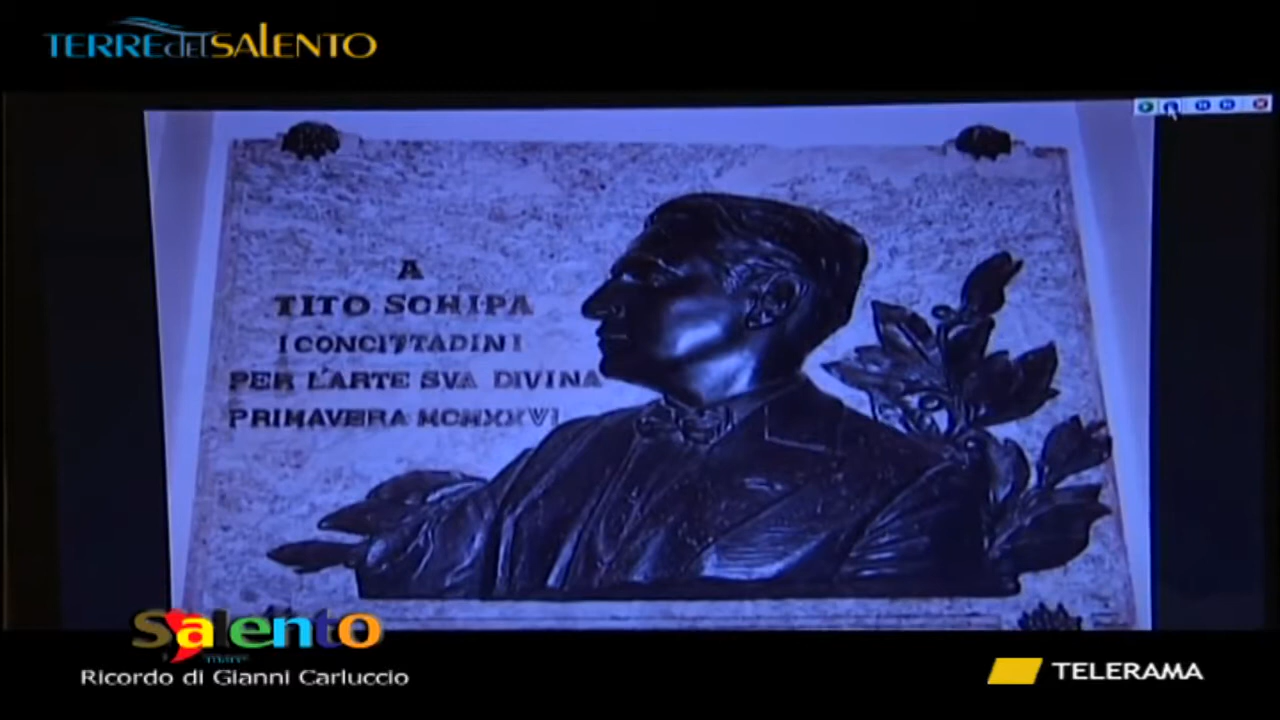 TERRE del SALENTO
A
TITO SCHIPA
I CONCITTADINI
PER L'ARTE SVA DIVINA
PRIMAVERA MCMXXVI
Salento
Ricordo di Gianni Carluccio
TELERAMA